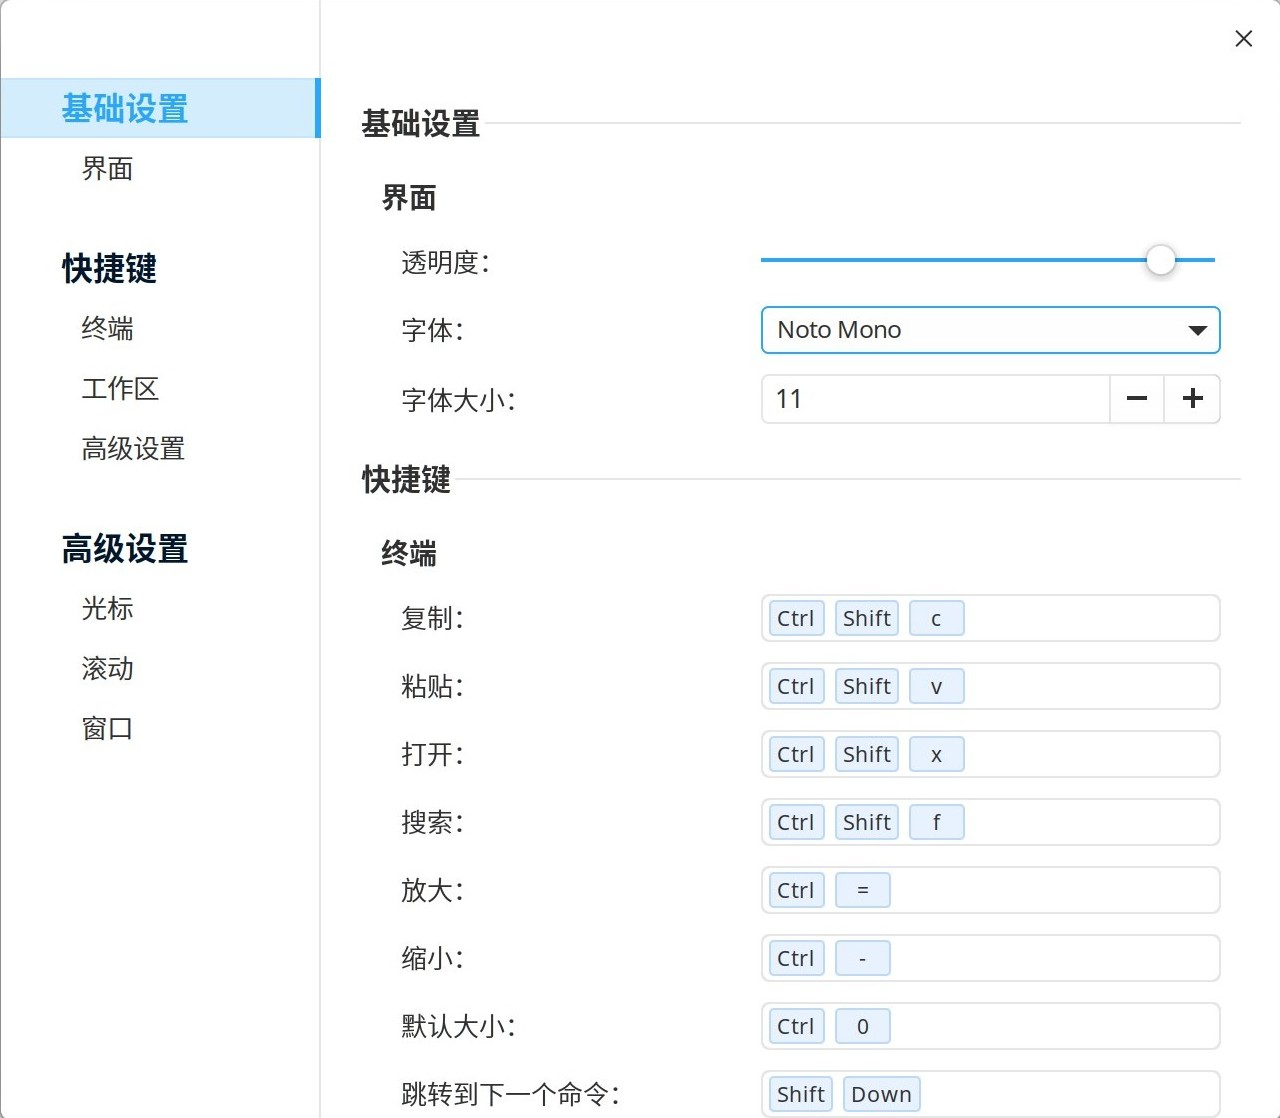 基础设置
界面
快捷键
终端
工作区
高级设置
高级设置
光标
滚动
窗口
基础设置
界面
透明度：
字体： Noto Mono
字体大小： 11
快捷键
终端
复制： Ctrl Shift c
粘贴： Ctrl Shift v
打开： Ctrl Shift x
搜索： Ctrl Shift f
放大： Ctrl =
缩小： Ctrl -
默认大小： Ctrl 0
跳转到下一个命令： Shift Down